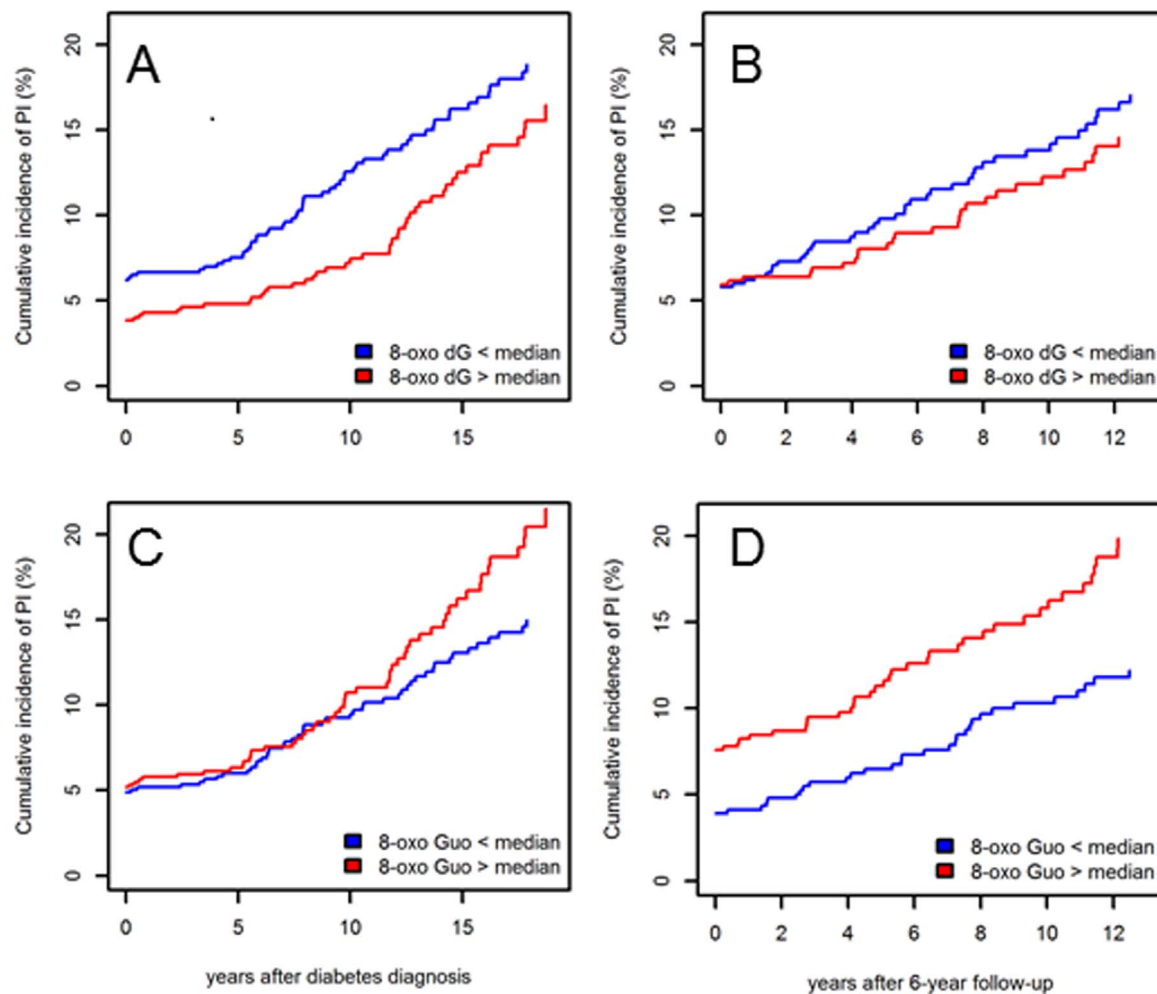 A
Cumulative incidence of PI (%)
20
15
10
5
0
8-oxo dG < median
8-oxo dG > median
0 5 10 15
B
Cumulative incidence of PI (%)
20
15
10
5
0
8-oxo dG < median
8-oxo dG > median
0 2 4 6 8 10 12
C
Cumulative incidence of PI (%)
20
15
10
5
0
8-oxo Guo < median
8-oxo Guo > median
0 5 10 15
years after diabetes diagnosis
D
Cumulative incidence of PI (%)
20
15
10
5
0
8-oxo Guo < median
8-oxo Guo > median
0 2 4 6 8 10 12
years after 6-year follow-up